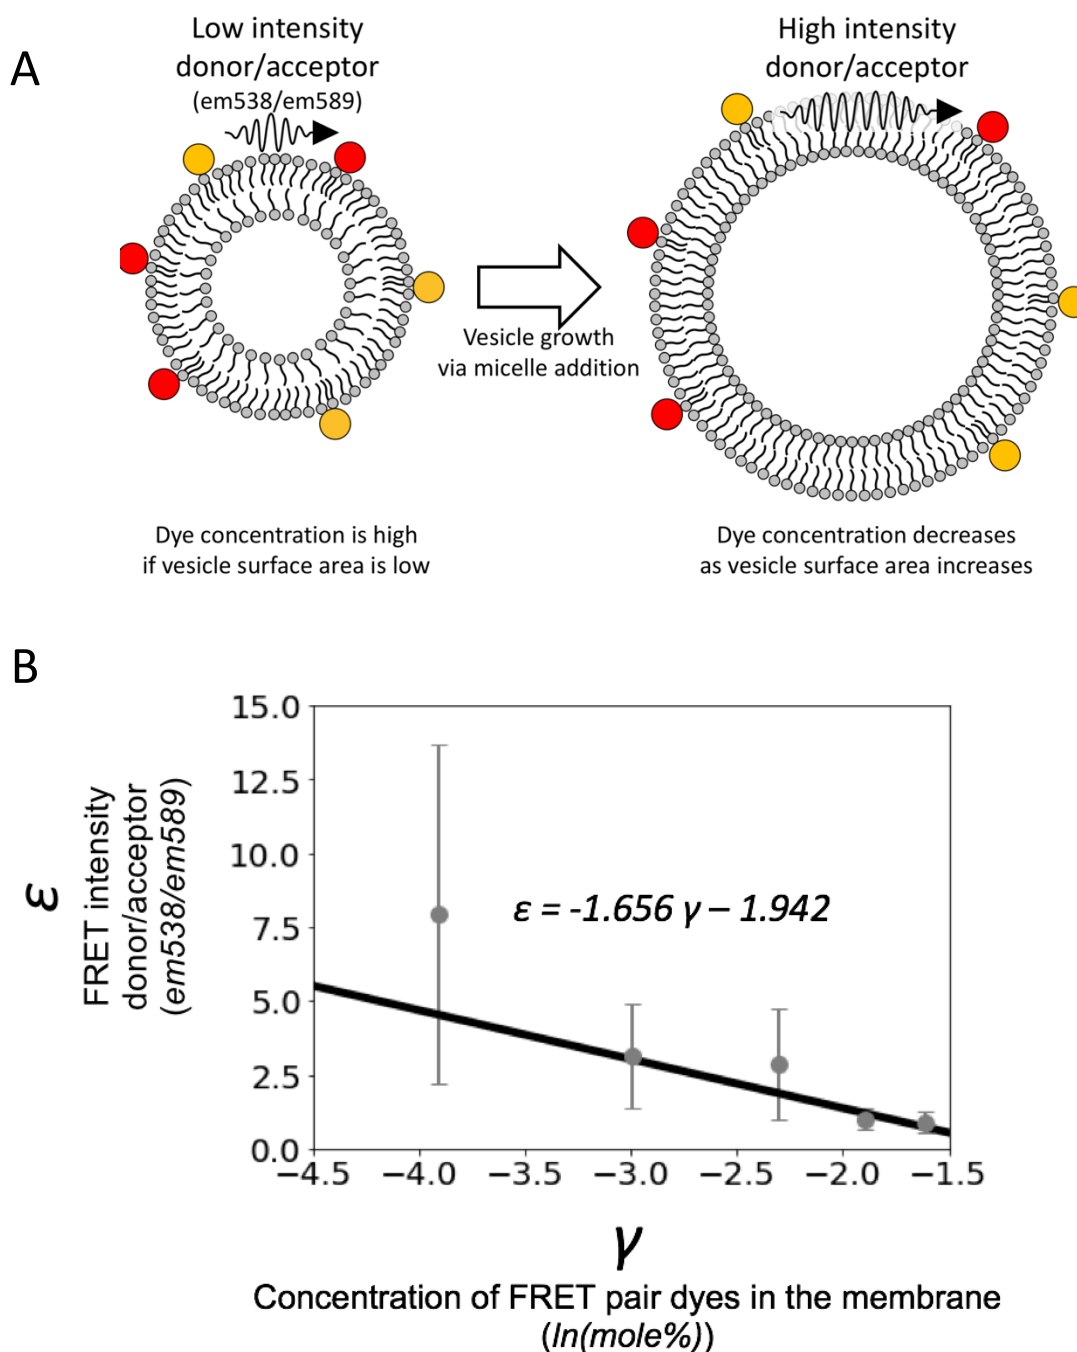 A
Low intensity
donor/acceptor
(em538/em589)
High intensity
donor/acceptor
Vesicle growth
via micelle addition
Dye concentration is high
if vesicle surface area is low
Dye concentration decreases
as vesicle surface area increases
B
ε
FRET intensity
donor/acceptor
(em538/em589)
15.0
12.5
10.0
7.5
5.0
2.5
0.0
ε = -1.656 γ – 1.942
−4.5 −4.0 −3.5 −3.0 −2.5 −2.0 −1.5
γ
Concentration of FRET pair dyes in the membrane
(ln(mole%))